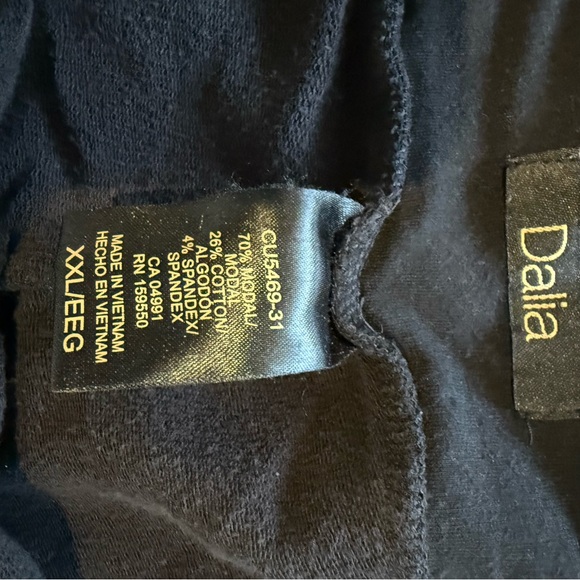 CU5469-31
70% MODAL/
MODAL
26% COTTON/
ALGODON
4% SPANDEX/
SPANDEX
CA 04991
RN 159550
MADE IN VIETNAM
HECHO EN VIETNAM
XXL/EEG
Dalia